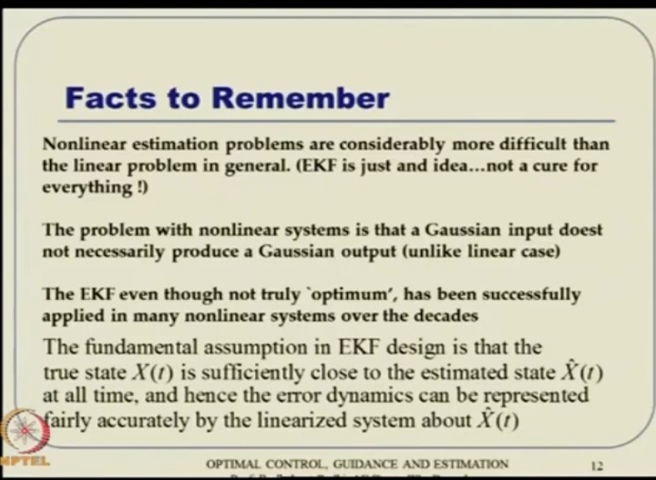 Facts to Remember
Nonlinear estimation problems are considerably more difficult than
the linear problem in general. (EKF is just and idea...not a cure for
everything !)
The problem with nonlinear systems is that a Gaussian input doest
not necessarily produce a Gaussian output (unlike linear case)
The EKF even though not truly `optimum', has been successfully
applied in many nonlinear systems over the decades
The fundamental assumption in EKF design is that the
true state X(t) is sufficiently close to the estimated state X̂(t)
at all time, and hence the error dynamics can be represented
fairly accurately by the linearized system about X̂(t)
NPTEL
OPTIMAL CONTROL, GUIDANCE AND ESTIMATION
12